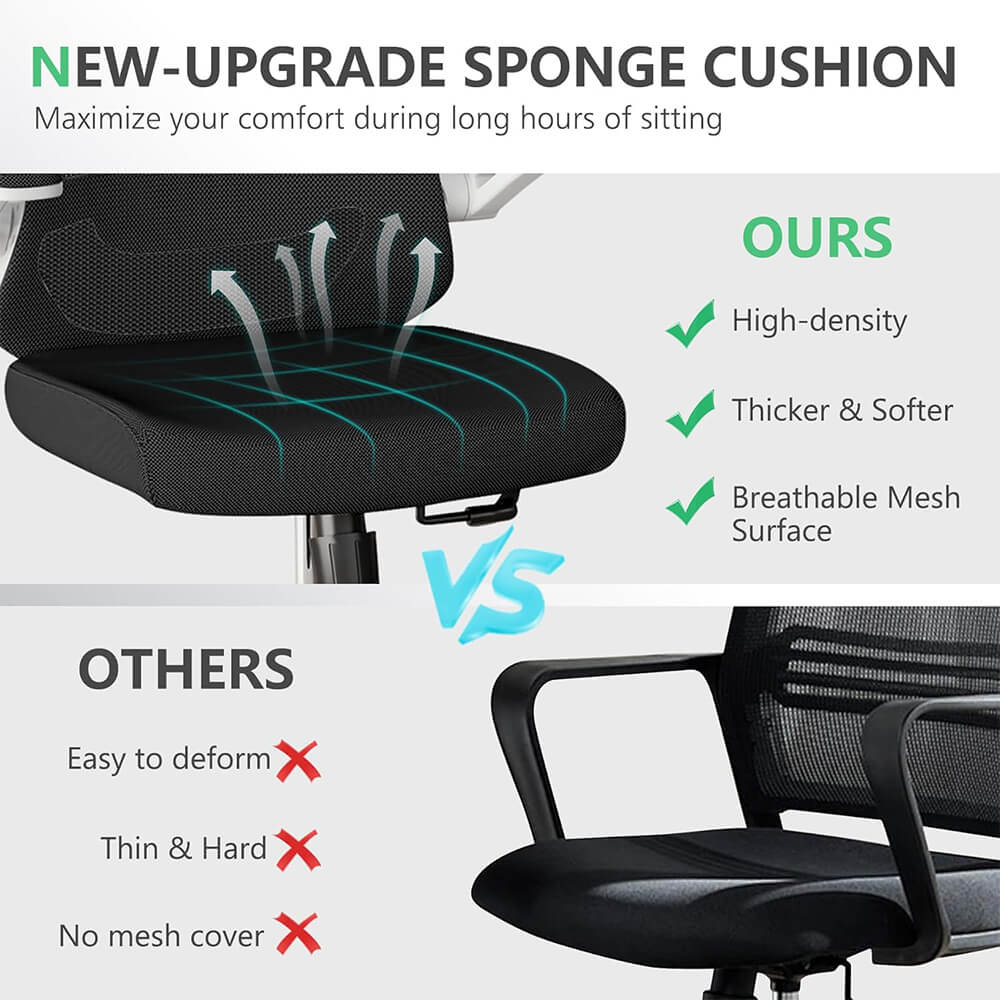 NEW-UPGRADE SPONGE CUSHION
Maximize your comfort during long hours of sitting
OURS
High-density
Thicker & Softer
Breathable Mesh
Surface
VS
OTHERS
Easy to deform
Thin & Hard
No mesh cover